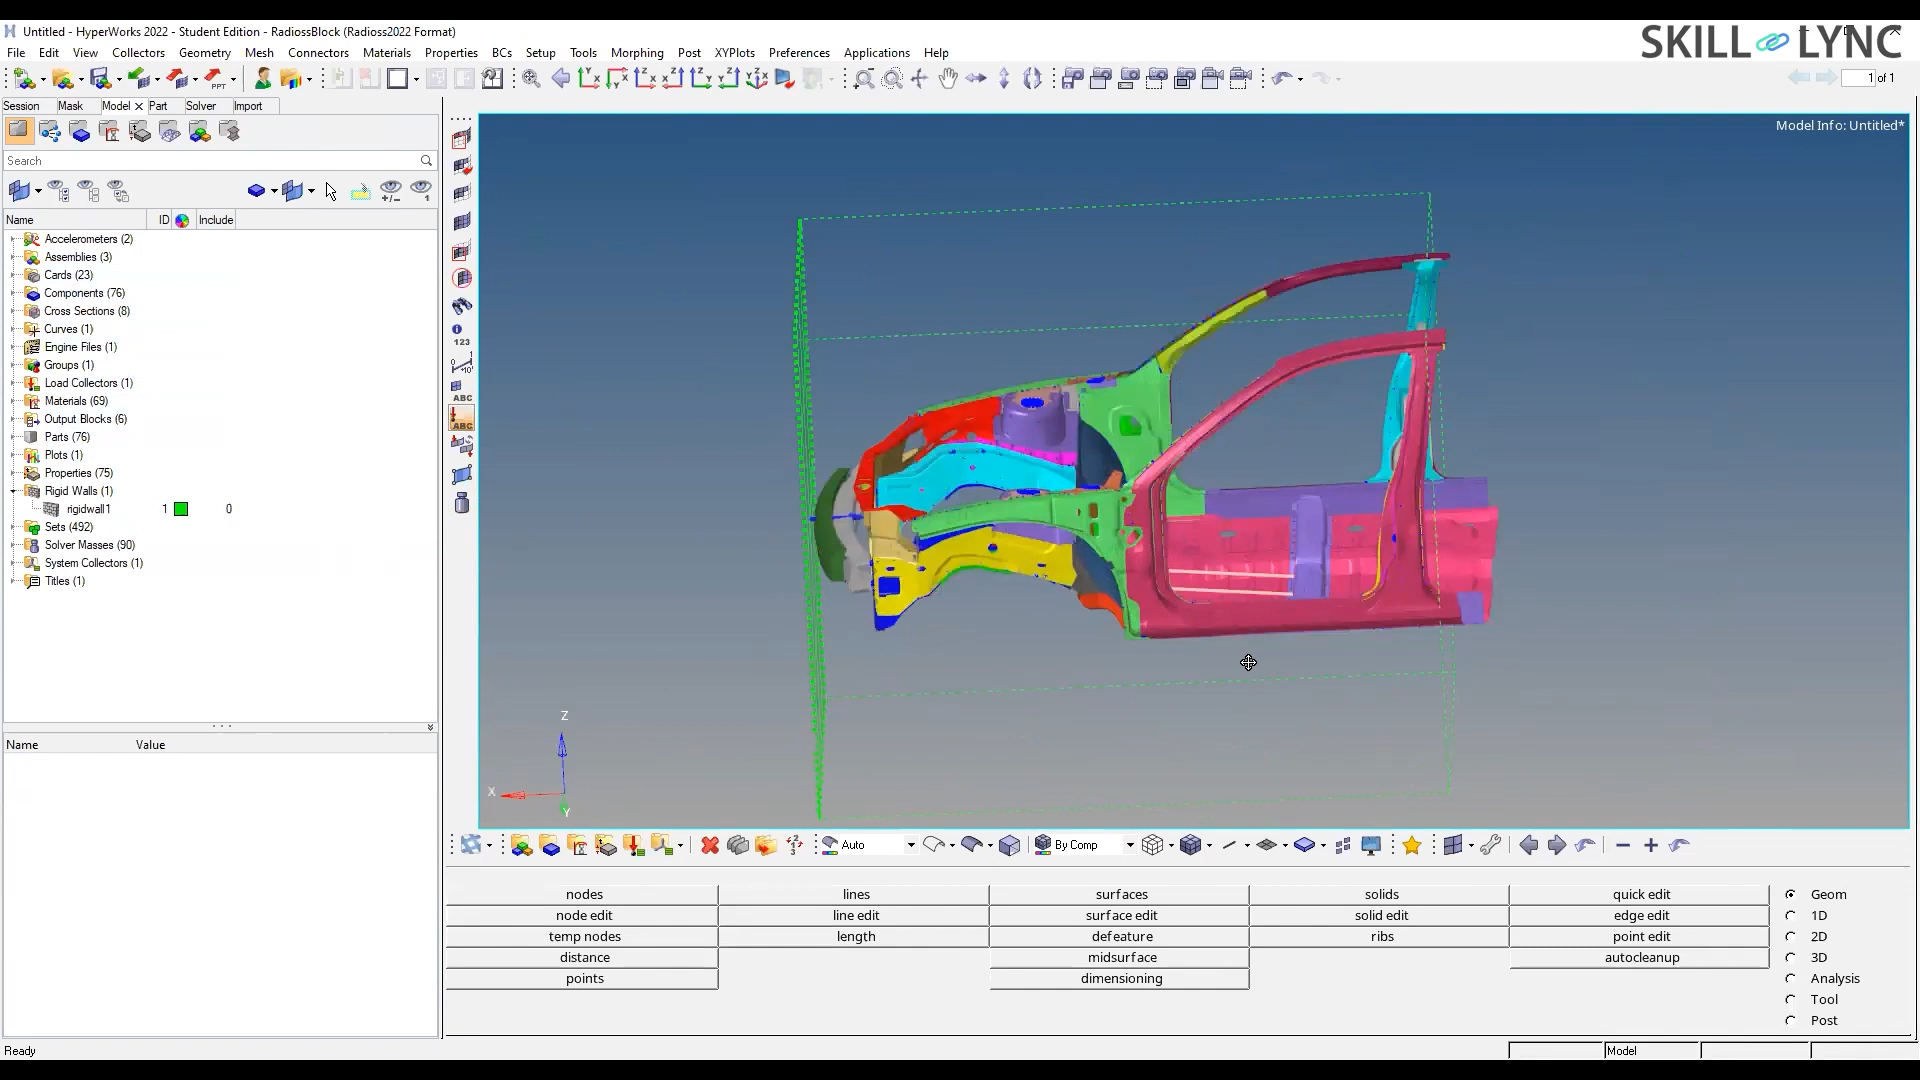 Untitled - HyperWorks 2022 - Student Edition - RadiossBlock (Radioss2022 Format)
SKILL LYNC
File Edit View Collectors Geometry Mesh Connectors Materials Properties BCs Setup Tools Morphing Post XYPlots Preferences Applications Help
1 of 1
Session Mask Model Part Solver Import
Model Info: Untitled*
Search
Name ID Include
Accelerometers (2)
Assemblies (3)
Cards (23)
Components (76)
Cross Sections (8)
Curves (1)
Engine Files (1)
Groups (1)
Load Collectors (1)
Materials (69)
Output Blocks (6)
Parts (76)
Plots (1)
Properties (75)
Rigid Walls (1)
rigidwall1 1 0
Sets (492)
Solver Masses (90)
System Collectors (1)
Titles (1)
123
ABC
ABC
Name Value
Z
X
Y
Auto By Comp
nodes lines surfaces solids quick edit Geom
node edit line edit surface edit solid edit edge edit 1D
temp nodes length defeature ribs point edit 2D
distance midsurface autocleanup 3D
points dimensioning Analysis
Tool
Post
Ready Model